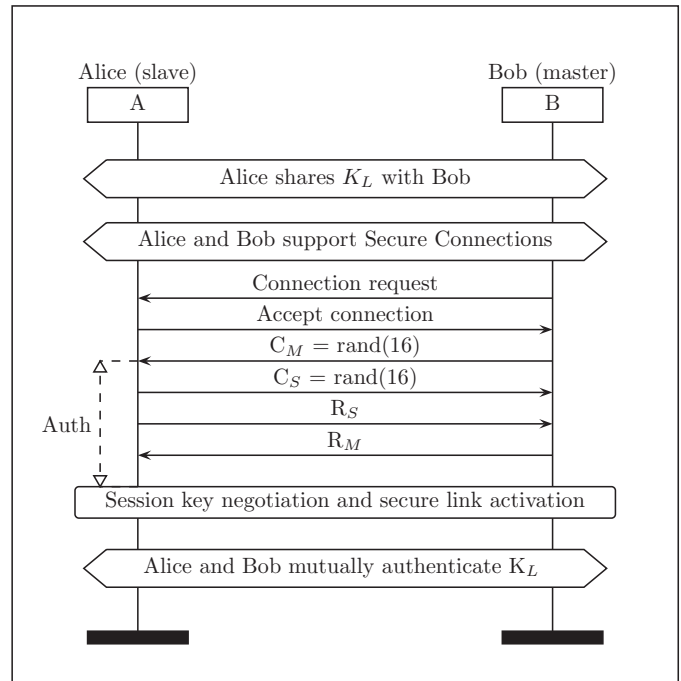 Alice (slave)
Bob (master)
A
B
Alice shares K_L with Bob
Alice and Bob support Secure Connections
Connection request
Accept connection
C_M = rand(16)
C_S = rand(16)
Auth
R_S
R_M
Session key negotiation and secure link activation
Alice and Bob mutually authenticate K_L